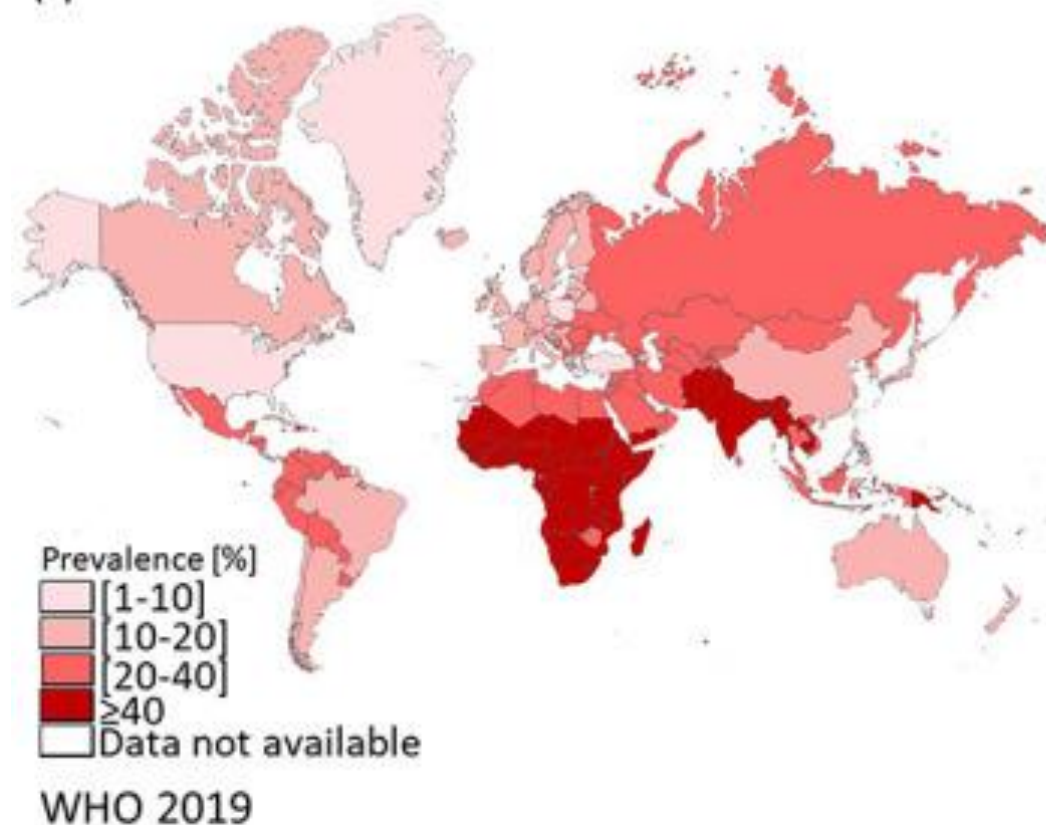 Prevalence [%]
[1-10]
[10-20]
[20-40]
≥40
Data not available
WHO 2019